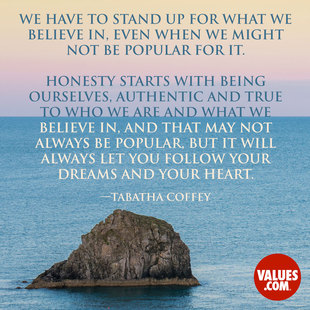 WE HAVE TO STAND UP FOR WHAT WE
BELIEVE IN, EVEN WHEN WE MIGHT
NOT BE POPULAR FOR IT.
HONESTY STARTS WITH BEING
OURSELVES, AUTHENTIC AND TRUE
TO WHO WE ARE AND WHAT WE
BELIEVE IN, AND THAT MAY NOT
ALWAYS BE POPULAR, BUT IT WILL
ALWAYS LET YOU FOLLOW YOUR
DREAMS AND YOUR HEART.
—TABATHA COFFEY
VALUES
.COM